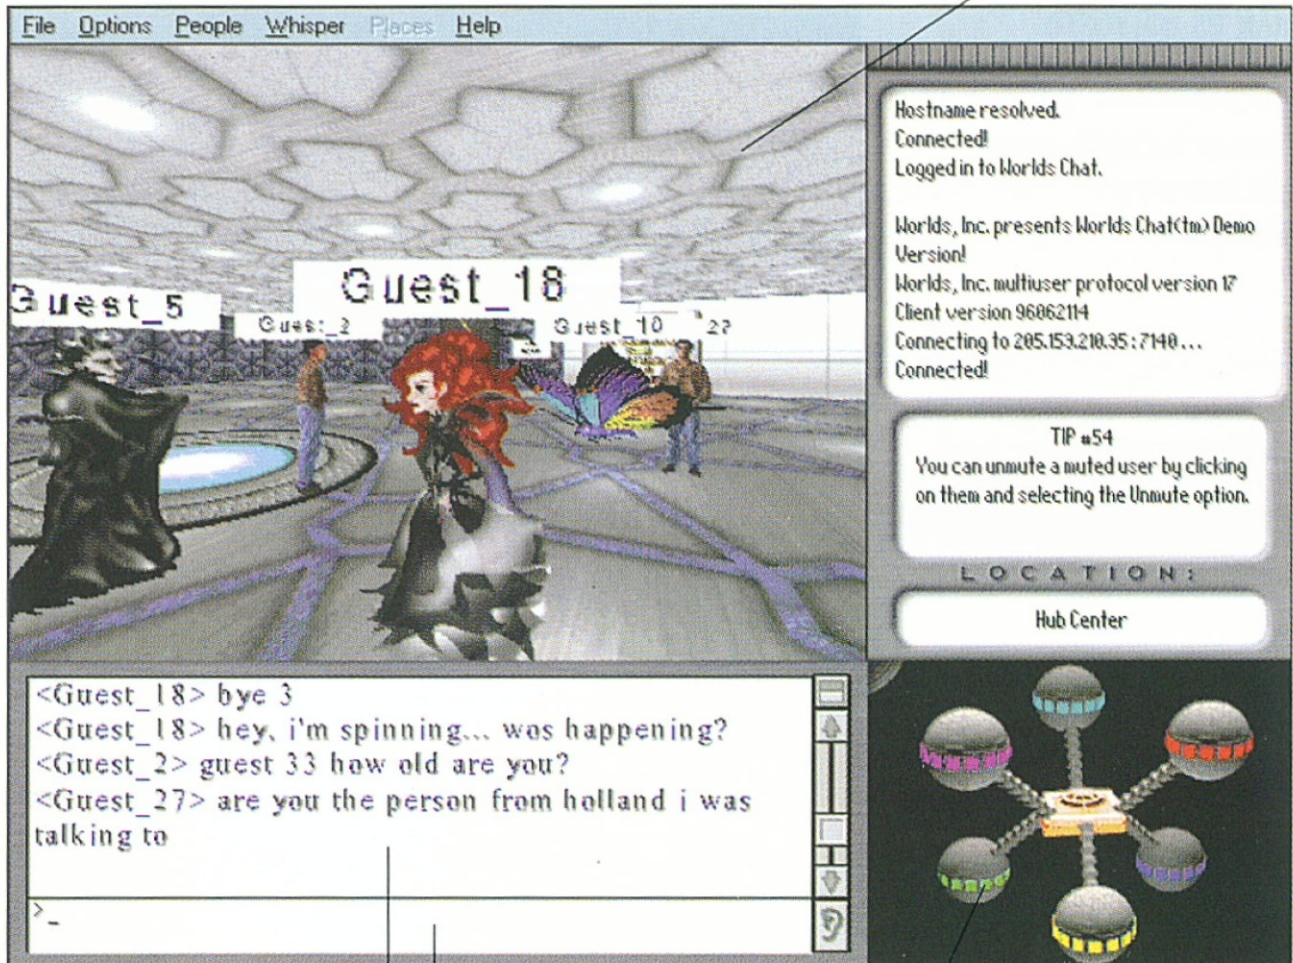 File Options People Whisper Places Help
Hostname resolved.
Connected!
Logged in to Worlds Chat.
Worlds, Inc. presents Worlds Chat(tm) Demo
Version!
Worlds, Inc. multiuser protocol version 17
Client version 96062114
Connecting to 205.153.210.35:7140...
Connected!
Guest_18
Guest_5
Guest_2
Guest_10
27
TIP #54
You can unmute a muted user by clicking
on them and selecting the Unmute option.
LOCATION:
Hub Center
<Guest_18> bye 3
<Guest_18> hey, i'm spinning... wos happening?
<Guest_2> guest 33 how old are you?
<Guest_27> are you the person from holland i was
talking to
>_